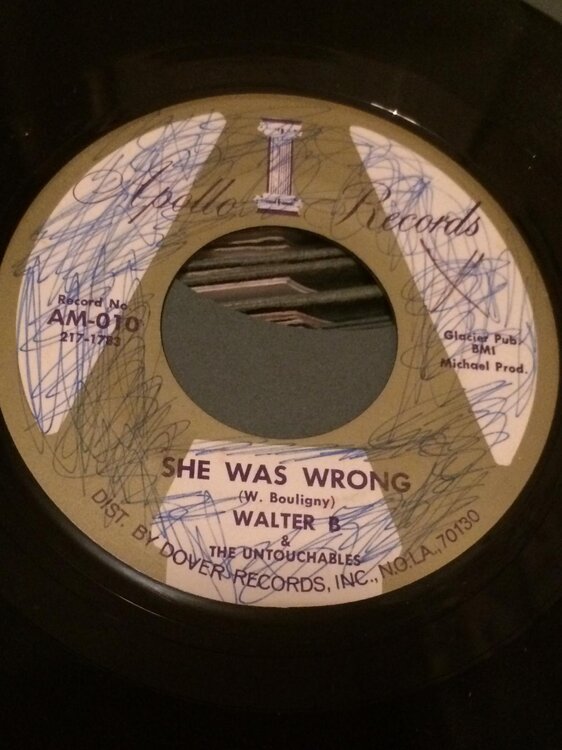 Apollo Records
Record No.
AM-010
217-1783
Glacier Pub.
BMI
Michael Prod.
SHE WAS WRONG
(W. Bouligny)
WALTER B
&
THE UNTOUCHABLES
DIST. BY DOVER RECORDS, INC., N.O.LA., 70130